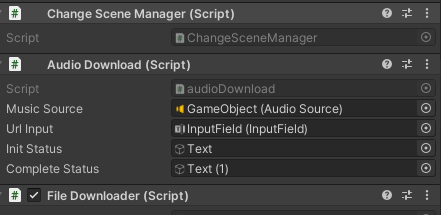 # Change Scene Manager (Script)
Script # ChangeSceneManager
# Audio Download (Script)
Script # audioDownload
Music Source GameObject (Audio Source)
Url Input InputField (InputField)
Init Status Text
Complete Status Text (1)
# File Downloader (Script)